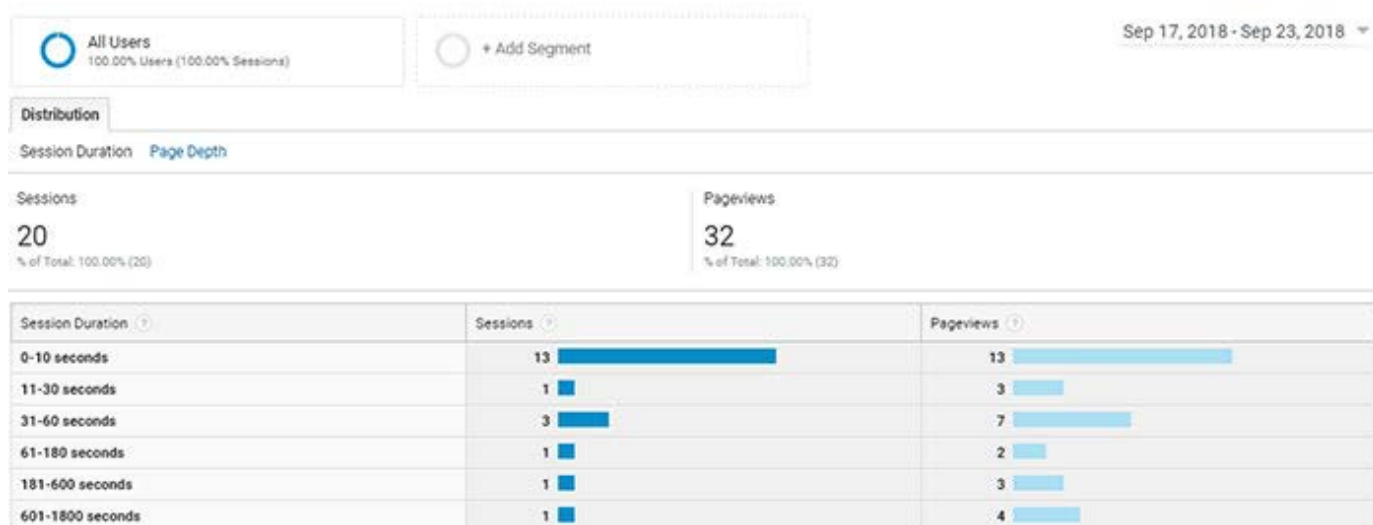 All Users
100.00% Users (100.00% Sessions)
+ Add Segment
Sep 17, 2018 - Sep 23, 2018
Distribution
Session Duration Page Depth
Sessions
20
% of Total: 100.00% (20)
Pageviews
32
% of Total: 100.00% (32)
Session Duration ? Sessions ? Pageviews ?
0-10 seconds 13 13
11-30 seconds 1 3
31-60 seconds 3 7
61-180 seconds 1 2
181-600 seconds 1 3
601-1800 seconds 1 4